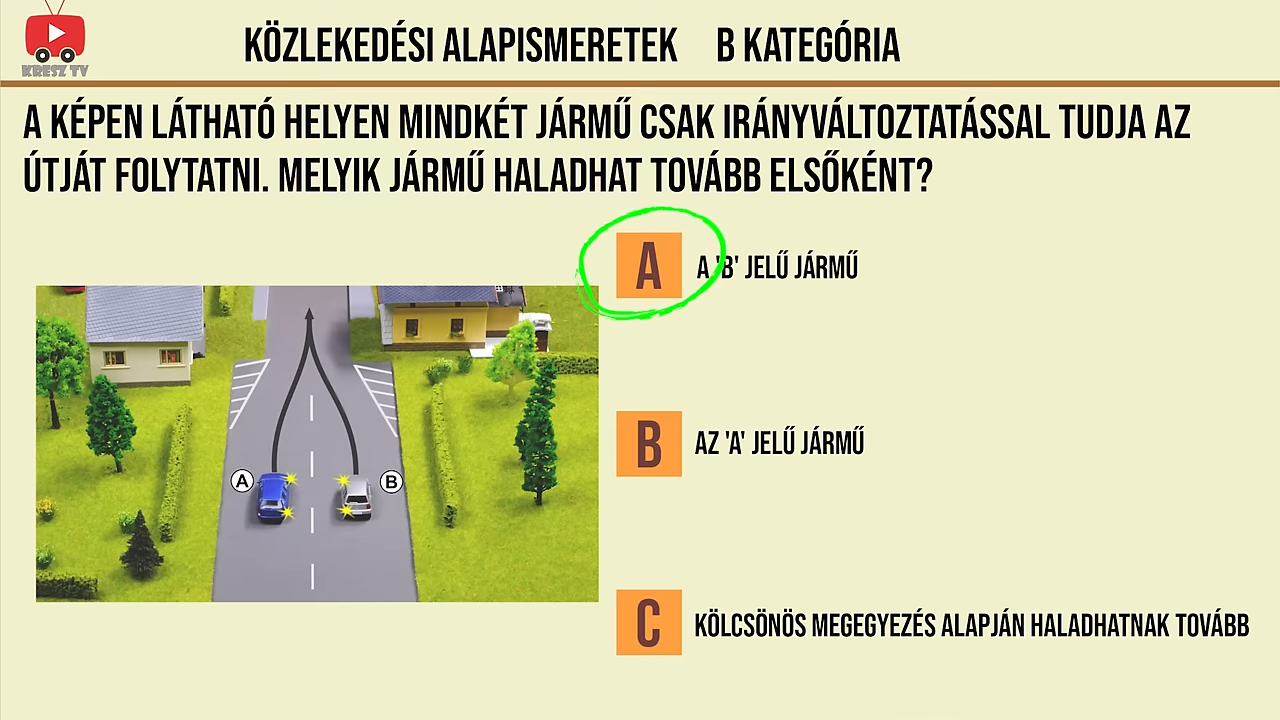 KRESZ TV
KÖZLEKEDÉSI ALAPISMERETEK B KATEGÓRIA
A KÉPEN LÁTHATÓ HELYEN MINDKÉT JÁRMŰ CSAK IRÁNYVÁLTOZTATÁSSAL TUDJA AZ
ÚTJÁT FOLYTATNI. MELYIK JÁRMŰ HALADHAT TOVÁBB ELSŐKÉNT?
A A 'B' JELŰ JÁRMŰ
A B
B AZ 'A' JELŰ JÁRMŰ
C KÖLCSÖNÖS MEGEGYEZÉS ALAPJÁN HALADHATNAK TOVÁBB